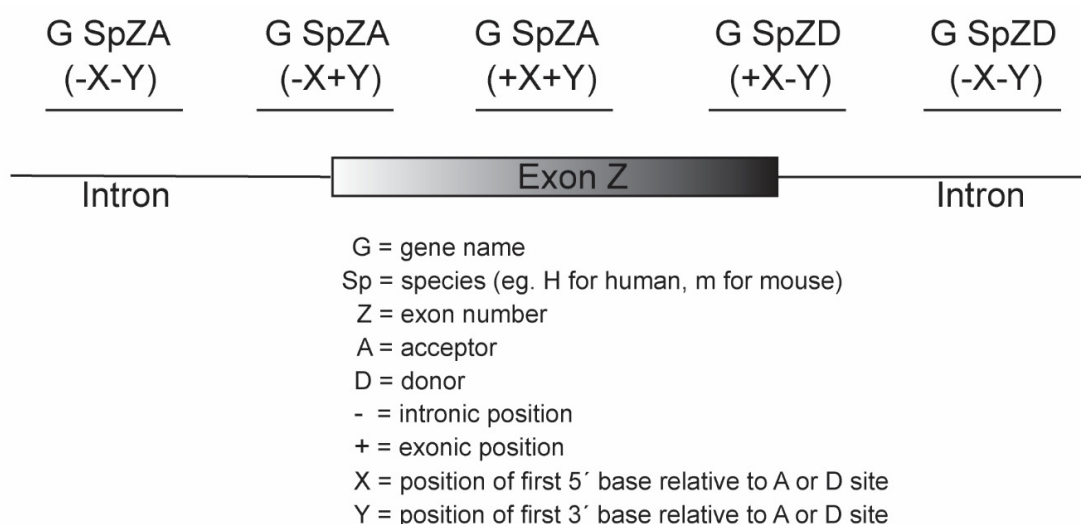 G SpZA G SpZA G SpZA G SpZD G SpZD
(-X-Y) (-X+Y) (+X+Y) (+X-Y) (-X-Y)
Exon Z
Intron Intron
G = gene name
Sp = species (eg. H for human, m for mouse)
Z = exon number
A = acceptor
D = donor
- = intronic position
+ = exonic position
X = position of first 5´ base relative to A or D site
Y = position of first 3´ base relative to A or D site